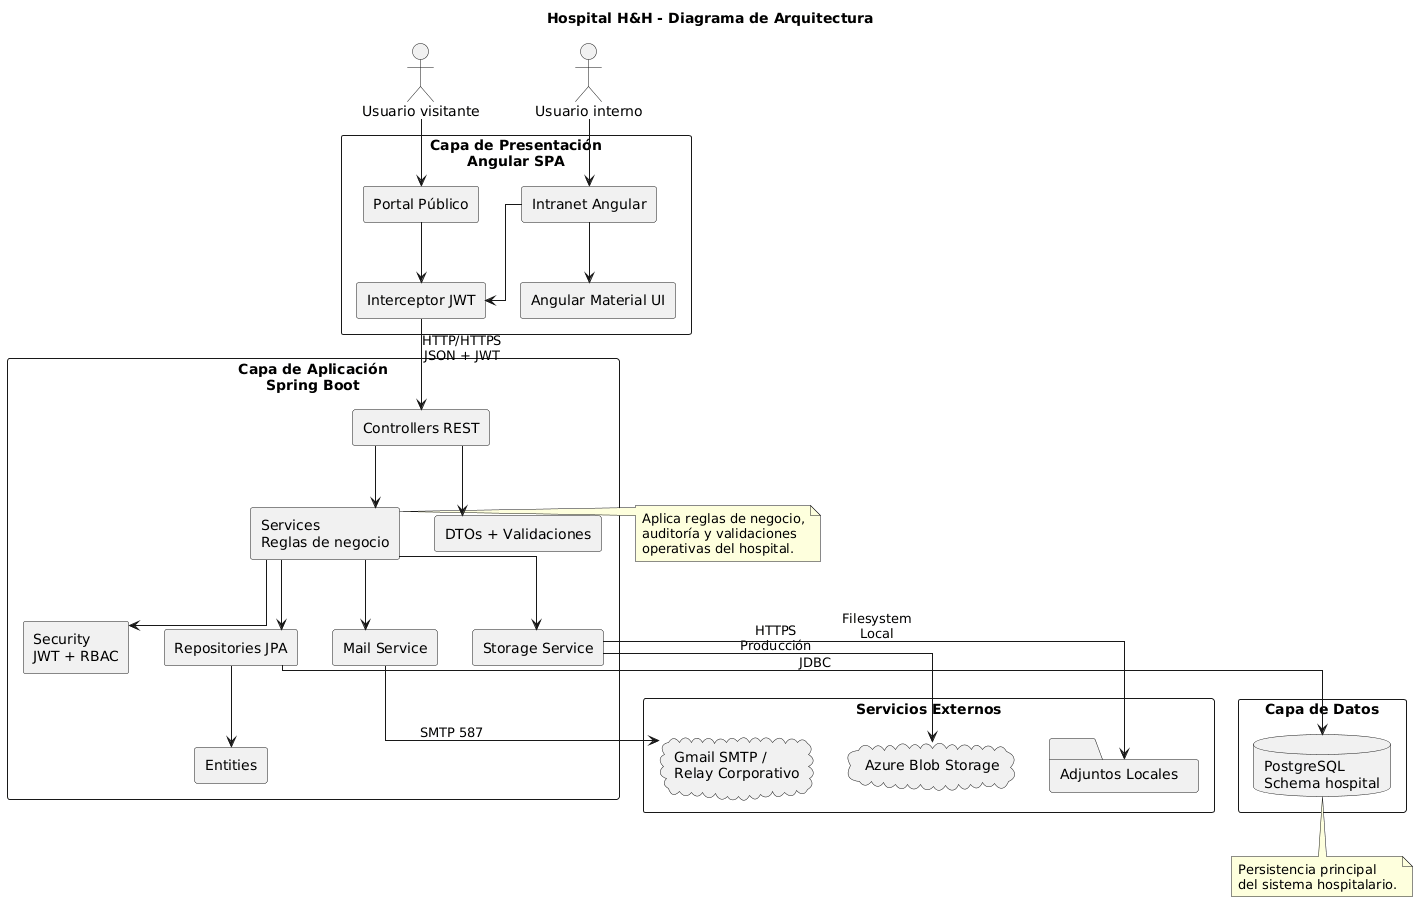 Hospital H&H - Diagrama de Arquitectura
Usuario visitante
Usuario interno
Capa de Presentación
Angular SPA
Portal Público
Intranet Angular
Interceptor JWT
Angular Material UI
HTTP/HTTPS
JSON + JWT
Capa de Aplicación
Spring Boot
Controllers REST
Services
Reglas de negocio
DTOs + Validaciones
Aplica reglas de negocio,
auditoría y validaciones
operativas del hospital.
Security
JWT + RBAC
Repositories JPA
Mail Service
Storage Service
Filesystem
Local
HTTPS
Producción
JDBC
SMTP 587
Entities
Servicios Externos
Gmail SMTP /
Relay Corporativo
Azure Blob Storage
Adjuntos Locales
Capa de Datos
PostgreSQL
Schema hospital
Persistencia principal
del sistema hospitalario.